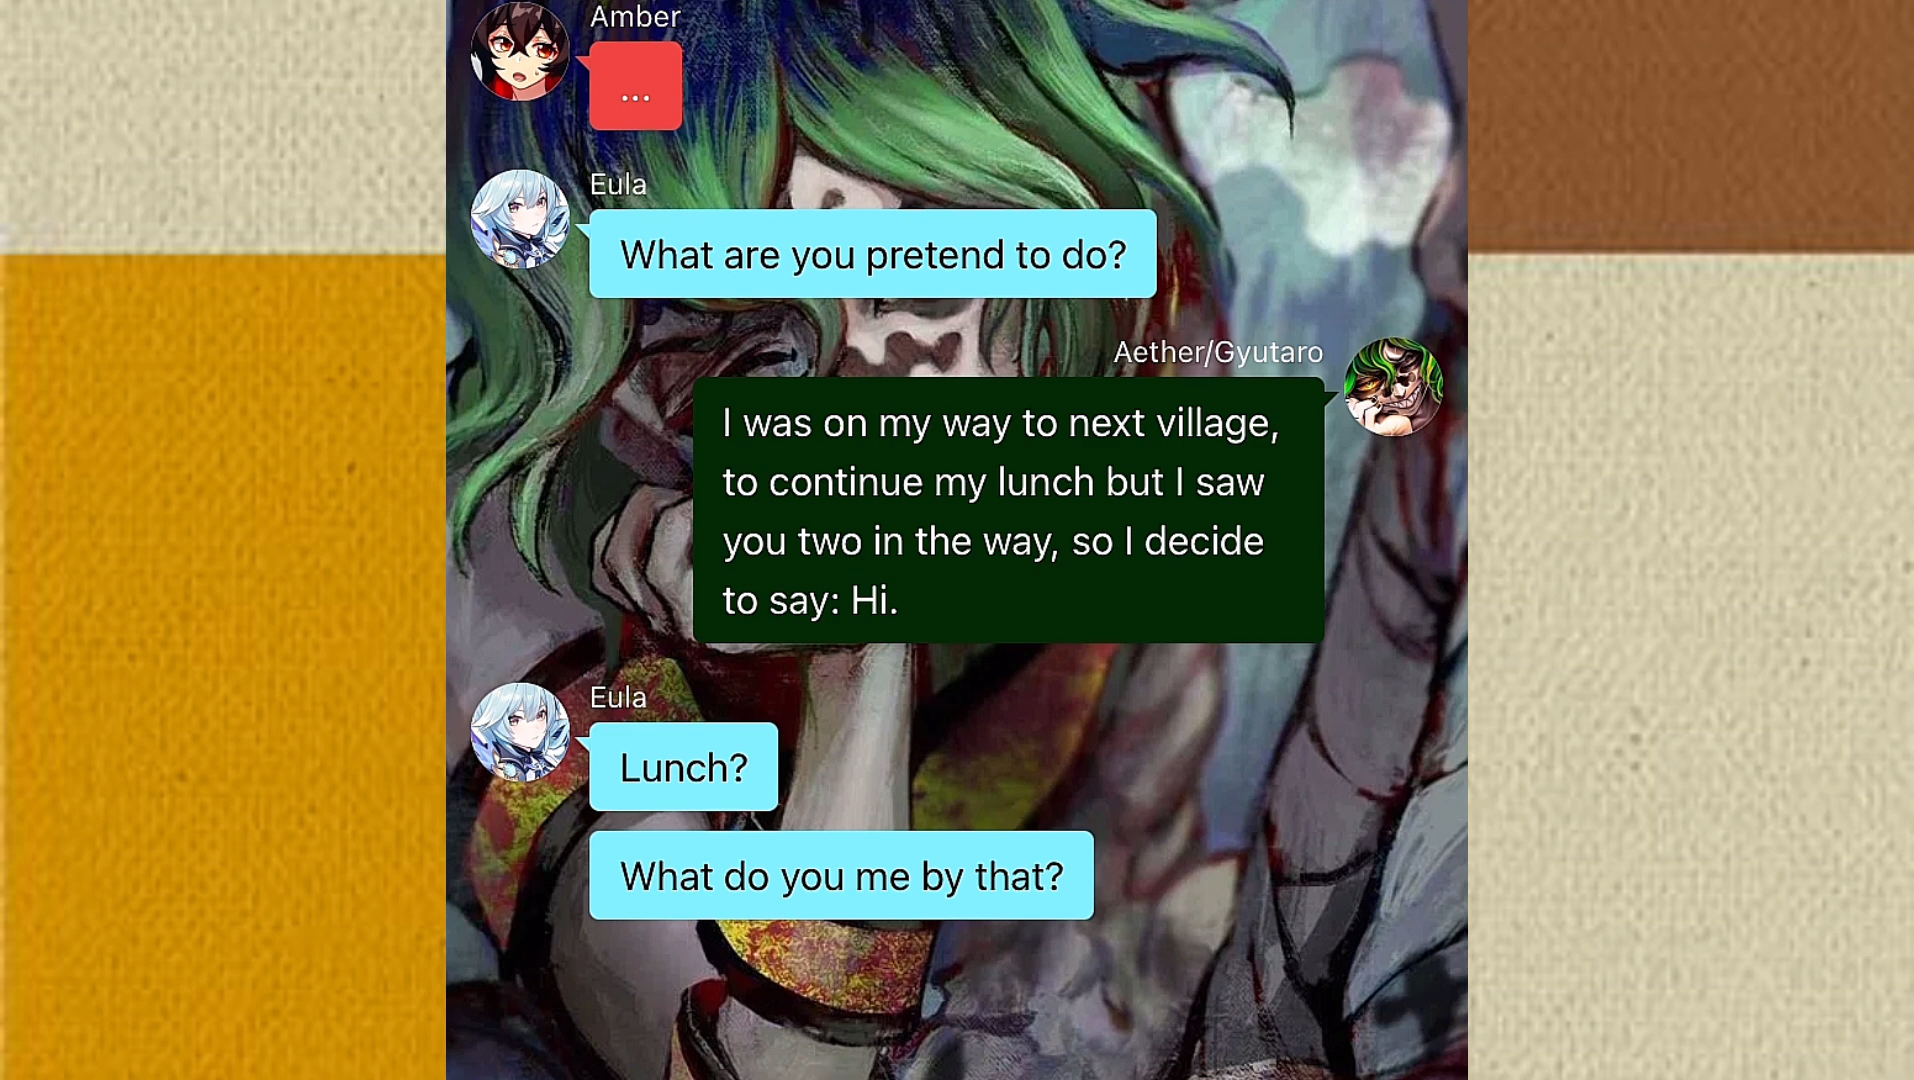 Amber
...
Eula
What are you pretend to do?
Aether/Gyutaro
I was on my way to next village,
to continue my lunch but I saw
you two in the way, so I decide
to say: Hi.
Eula
Lunch?
What do you me by that?